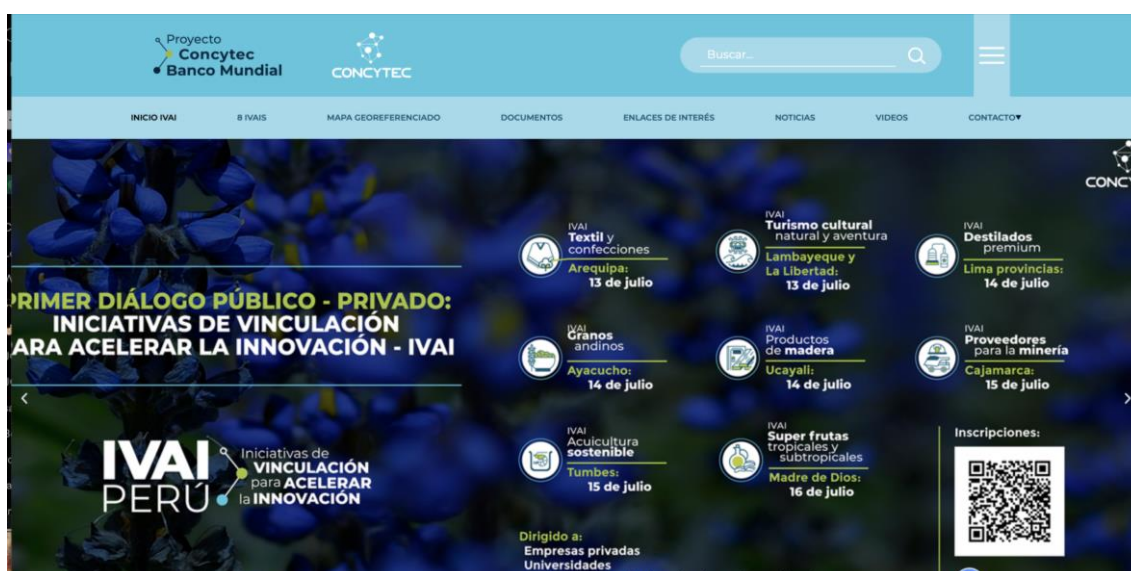 Proyecto
Concytec
Banco Mundial
CONCYTEC
Buscar...
INICIO IVAI
8 IVAIS
MAPA GEOREFERENCIADO
DOCUMENTOS
ENLACES DE INTERÉS
NOTICIAS
VIDEOS
CONTACTO▾
CONCY
RIMER DIÁLOGO PÚBLICO - PRIVADO:
INICIATIVAS DE VINCULACIÓN
ARA ACELERAR LA INNOVACIÓN - IVAI
IVAI
PERÚ
Iniciativas de
VINCULACIÓN
para ACELERAR
la INNOVACIÓN
IVAI
Textil y
confecciones
Arequipa:
13 de julio
IVAI
Turismo cultural
natural y aventura
Lambayeque y
La Libertad:
13 de julio
IVAI
Destilados
premium
Lima provincias:
14 de julio
IVAI
Granos
andinos
Ayacucho:
14 de julio
IVAI
Productos
de madera
Ucayali:
14 de julio
IVAI
Proveedores
para la minería
Cajamarca:
15 de julio
IVAI
Acuicultura
sostenible
Tumbes:
15 de julio
IVAI
Super frutas
tropicales y
subtropicales
Madre de Dios:
16 de julio
Inscripciones:
Dirigido a:
Empresas privadas
Universidades